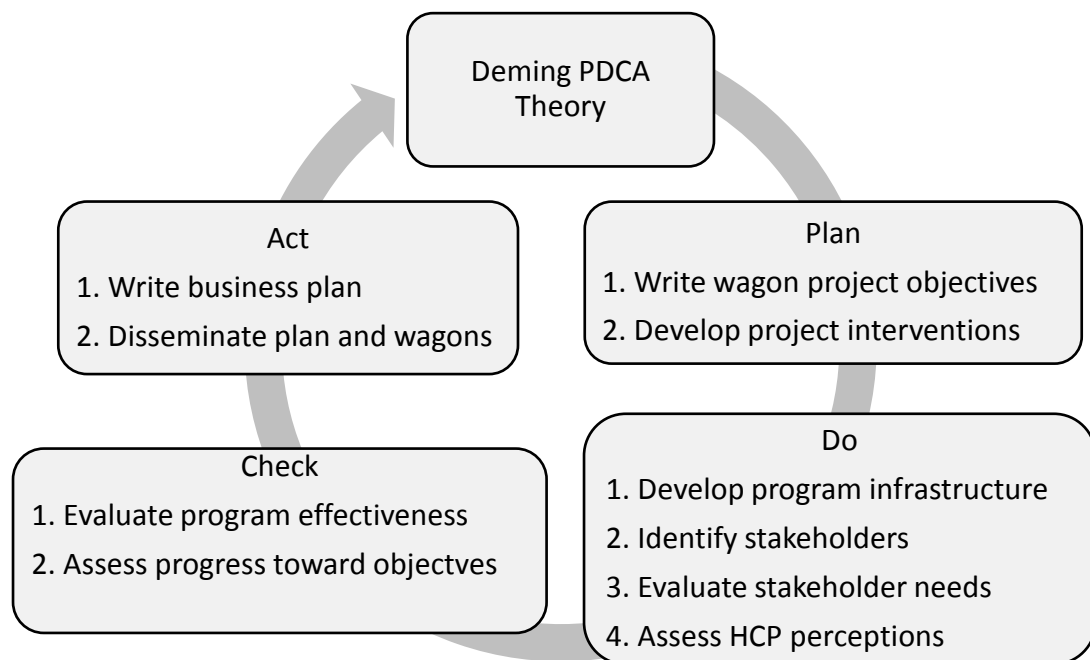 Deming PDCA
Theory
Plan
1. Write wagon project objectives
2. Develop project interventions
Do
1. Develop program infrastructure
2. Identify stakeholders
3. Evaluate stakeholder needs
4. Assess HCP perceptions
Check
1. Evaluate program effectiveness
2. Assess progress toward objectves
Act
1. Write business plan
2. Disseminate plan and wagons